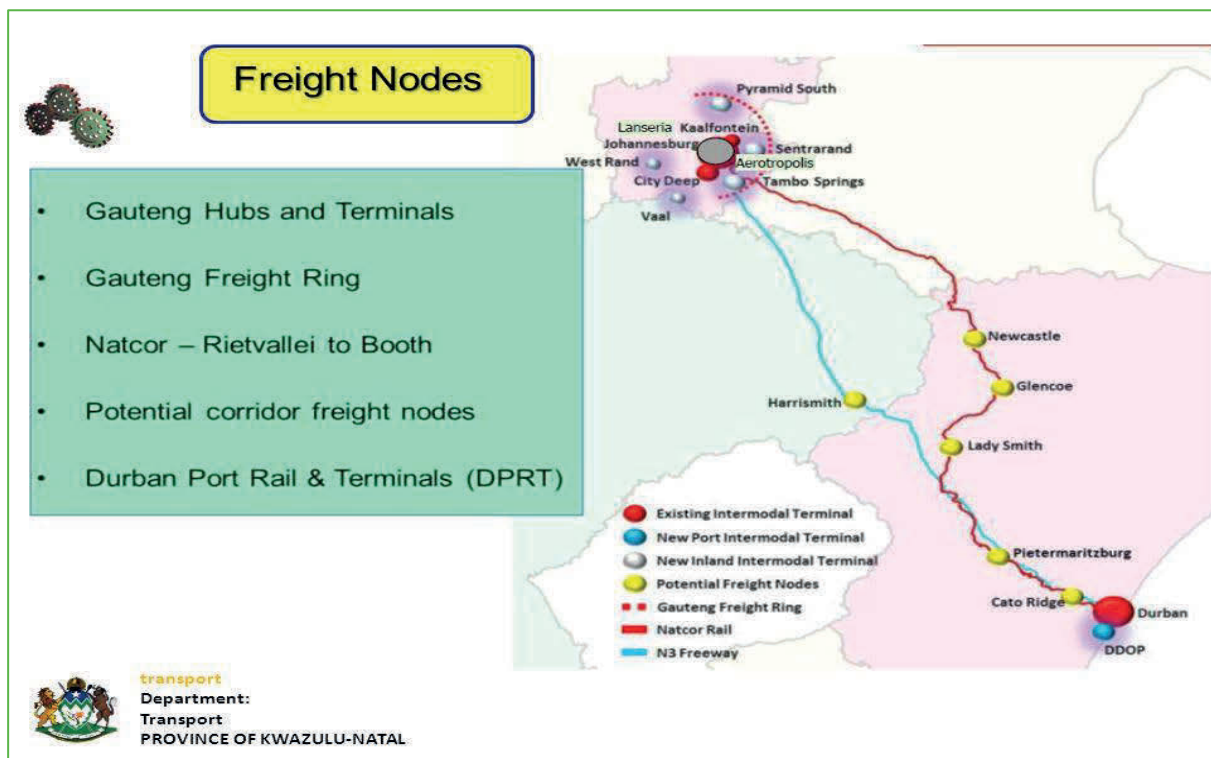 Freight Nodes
• Gauteng Hubs and Terminals
• Gauteng Freight Ring
• Natcor – Rietvallei to Booth
• Potential corridor freight nodes
• Durban Port Rail & Terminals (DPRT)
Pyramid South
Lanseria
Kaalfontein
Johannesburg
Sentrarand
West Rand
Aerotropolis
City Deep
Tambo Springs
Vaal
Newcastle
Glencoe
Harrismith
Lady Smith
Pietermaritzburg
Cato Ridge
Durban
DDOP
Existing Intermodal Terminal
New Port Intermodal Terminal
New Inland Intermodal Terminal
Potential Freight Nodes
Gauteng Freight Ring
Natcor Rail
N3 Freeway
transport
Department:
Transport
PROVINCE OF KWAZULU-NATAL